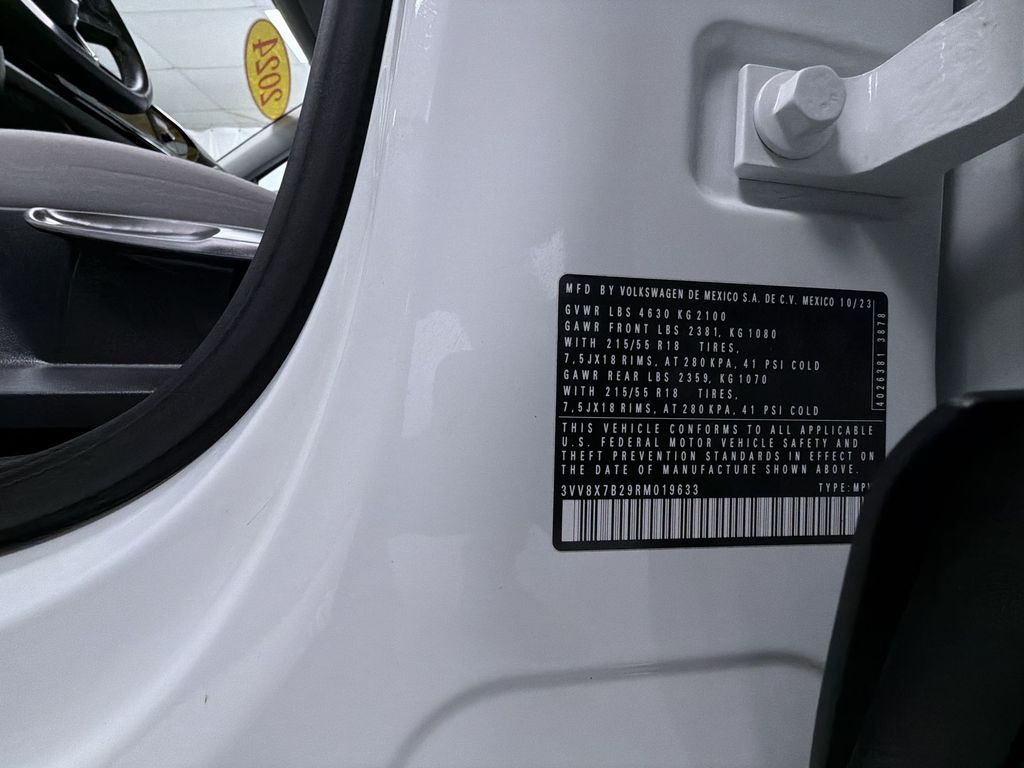 2024
MFD BY VOLKSWAGEN DE MEXICO S.A. DE C.V. MEXICO 10/23
GVWR LBS 4630 KG 2100
GAWR FRONT LBS 2381, KG 1080
WITH 215/55 R18 TIRES,
7,5JX18 RIMS, AT 280 KPA, 41 PSI COLD
GAWR REAR LBS 2359, KG 1070
WITH 215/55 R18 TIRES,
7,5JX18 RIMS, AT 280 KPA, 41 PSI COLD
4026381 3878
THIS VEHICLE CONFORMS TO ALL APPLICABLE
U.S. FEDERAL MOTOR VEHICLE SAFETY AND
THEFT PREVENTION STANDARDS IN EFFECT ON
THE DATE OF MANUFACTURE SHOWN ABOVE.
3VV8X7B29RM019633 TYPE: MPV